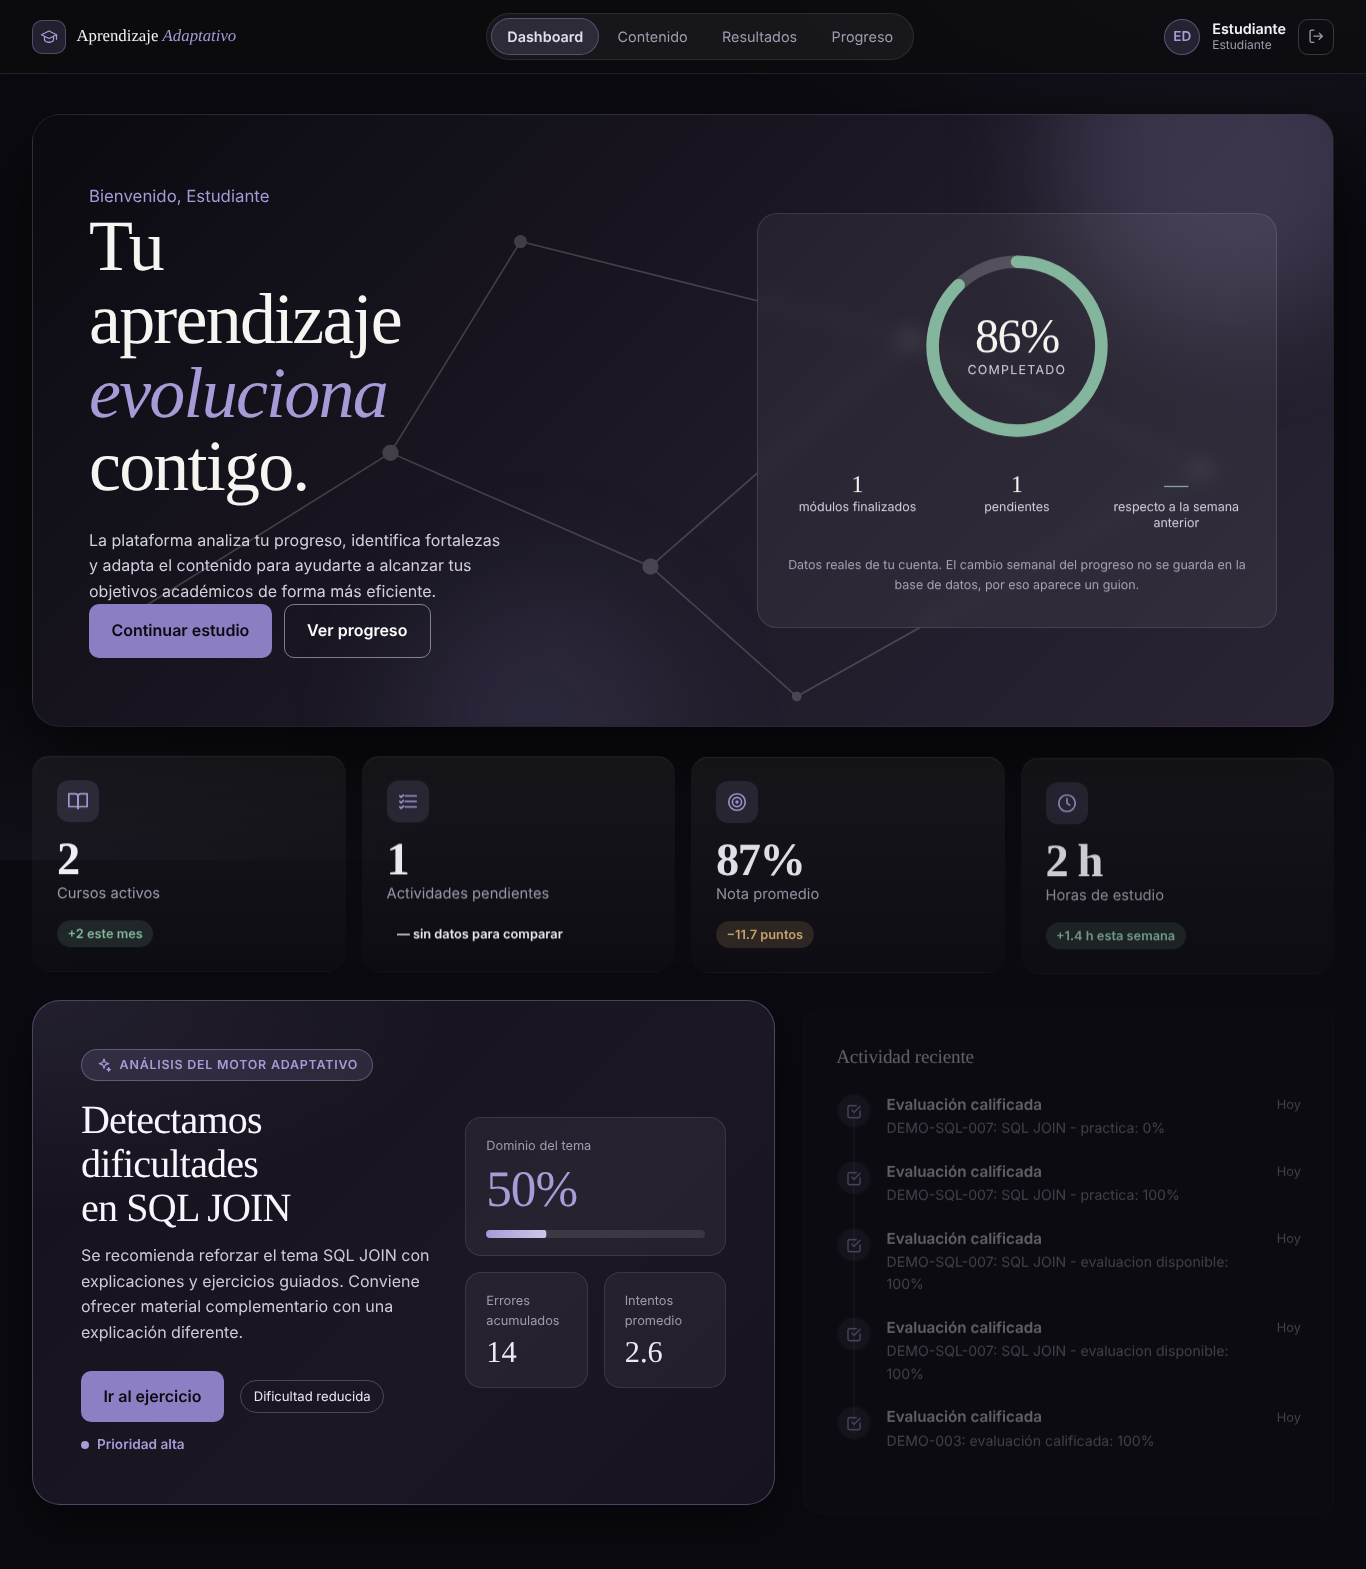 Aprendizaje Adaptativo
Dashboard
Contenido
Resultados
Progreso
ED
Estudiante
Estudiante
Bienvenido, Estudiante
Tu
aprendizaje
evoluciona
contigo.
La plataforma analiza tu progreso, identifica fortalezas
y adapta el contenido para ayudarte a alcanzar tus
objetivos académicos de forma más eficiente.
Continuar estudio
Ver progreso
86%
COMPLETADO
1
módulos finalizados
1
pendientes
—
respecto a la semana
anterior
Datos reales de tu cuenta. El cambio semanal del progreso no se guarda en la
base de datos, por eso aparece un guion.
2
Cursos activos
+2 este mes
1
Actividades pendientes
— sin datos para comparar
87%
Nota promedio
−11.7 puntos
2 h
Horas de estudio
+1.4 h esta semana
ANÁLISIS DEL MOTOR ADAPTATIVO
Detectamos
dificultades
en SQL JOIN
Se recomienda reforzar el tema SQL JOIN con
explicaciones y ejercicios guiados. Conviene
ofrecer material complementario con una
explicación diferente.
Ir al ejercicio
Dificultad reducida
Prioridad alta
Dominio del tema
50%
Errores
acumulados
14
Intentos
promedio
2.6
Actividad reciente
Evaluación calificada
Hoy
DEMO-SQL-007: SQL JOIN - practica: 0%
Evaluación calificada
Hoy
DEMO-SQL-007: SQL JOIN - practica: 100%
Evaluación calificada
Hoy
DEMO-SQL-007: SQL JOIN - evaluacion disponible:
100%
Evaluación calificada
Hoy
DEMO-SQL-007: SQL JOIN - evaluacion disponible:
100%
Evaluación calificada
Hoy
DEMO-003: evaluación calificada: 100%